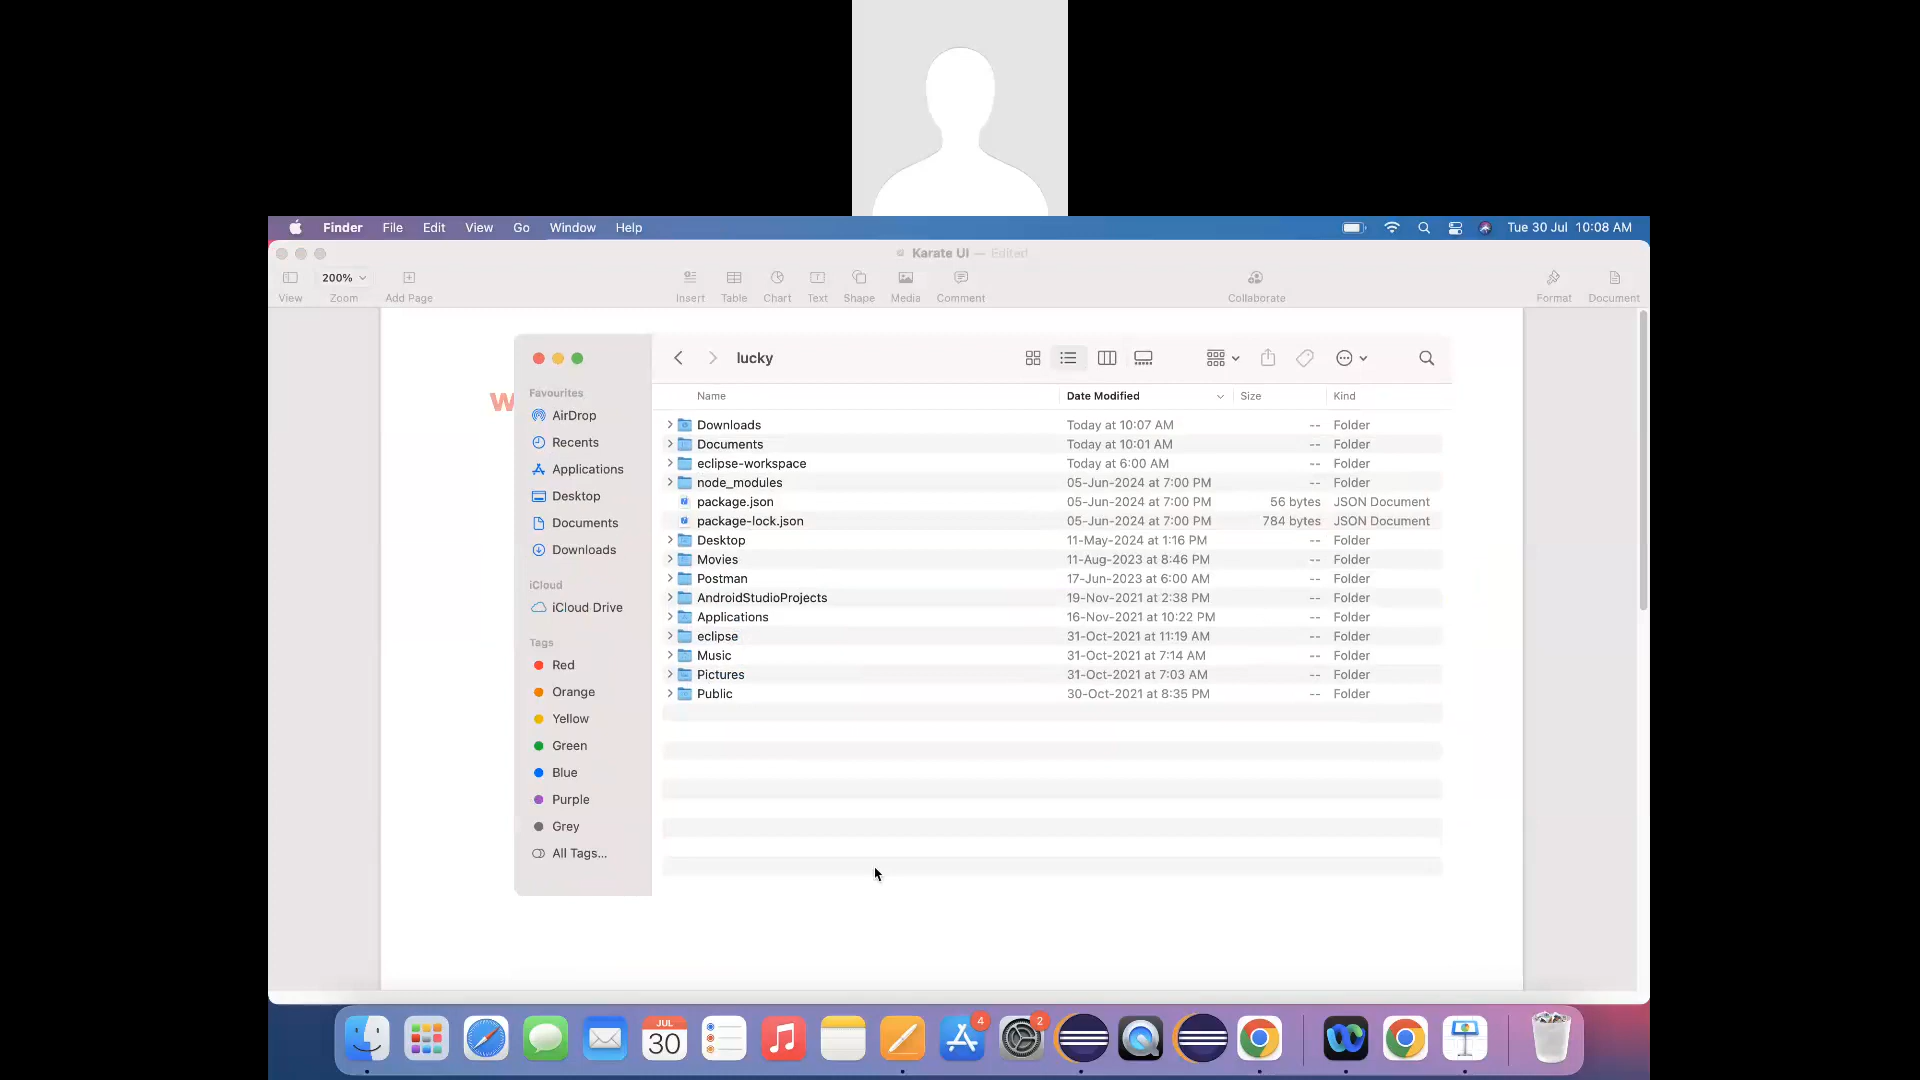 Finder File Edit View Go Window Help Tue 30 Jul 10:08 AM
Karate UI — Edited
200%
View Zoom Add Page Insert Table Chart Text Shape Media Comment Collaborate Format Document
W
lucky
Favourites
AirDrop
Recents
Applications
Desktop
Documents
Downloads
iCloud
iCloud Drive
Tags
Red
Orange
Yellow
Green
Blue
Purple
Grey
All Tags...
Name Date Modified Size Kind
Downloads Today at 10:07 AM -- Folder
Documents Today at 10:01 AM -- Folder
eclipse-workspace Today at 6:00 AM -- Folder
node_modules 05-Jun-2024 at 7:00 PM -- Folder
package.json 05-Jun-2024 at 7:00 PM 56 bytes JSON Document
package-lock.json 05-Jun-2024 at 7:00 PM 784 bytes JSON Document
Desktop 11-May-2024 at 1:16 PM -- Folder
Movies 11-Aug-2023 at 8:46 PM -- Folder
Postman 17-Jun-2023 at 6:00 AM -- Folder
AndroidStudioProjects 19-Nov-2021 at 2:38 PM -- Folder
Applications 16-Nov-2021 at 10:22 PM -- Folder
eclipse 31-Oct-2021 at 11:19 AM -- Folder
Music 31-Oct-2021 at 7:14 AM -- Folder
Pictures 31-Oct-2021 at 7:03 AM -- Folder
Public 30-Oct-2021 at 8:35 PM -- Folder
JUL
30
4
2